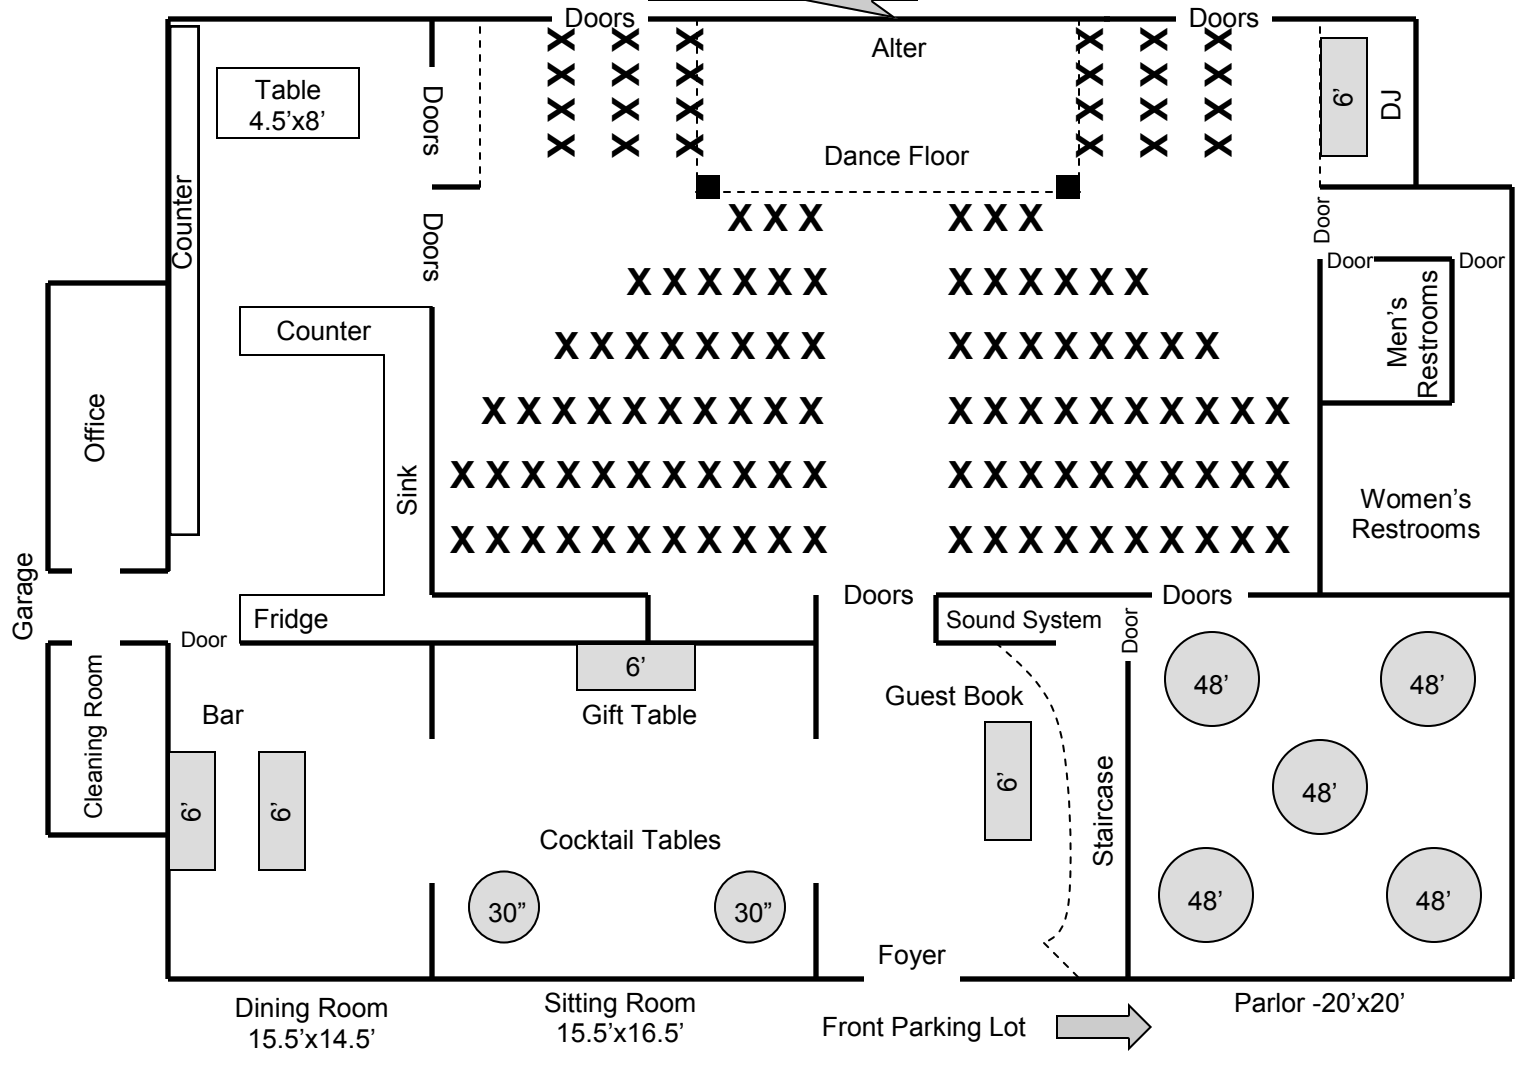 Doors
Doors
X X X
X X X
Alter
Table
4.5'x8'
X X X
X X X
6'
DJ
Doors
X X X
X X X
X X X
X X X
Dance Floor
Counter
X X X
X X X
Doors
Door
X X X X X X
X X X X X X
Door
Door
Men's
Restrooms
Counter
X X X X X X X X
X X X X X X X X
Office
X X X X X X X X X X
X X X X X X X X X X
Sink
X X X X X X X X X X X
X X X X X X X X X X
Women's
Restrooms
X X X X X X X X X X X
X X X X X X X X X X
Garage
Doors
Doors
Fridge
Sound System
Door
Door
6'
Gift Table
Guest Book
48'
48'
Cleaning Room
Bar
6'
6'
6'
Staircase
48'
Cocktail Tables
30”
30”
48'
48'
Foyer
Dining Room
15.5'x14.5'
Sitting Room
15.5'x16.5'
Front Parking Lot
Parlor -20'x20'